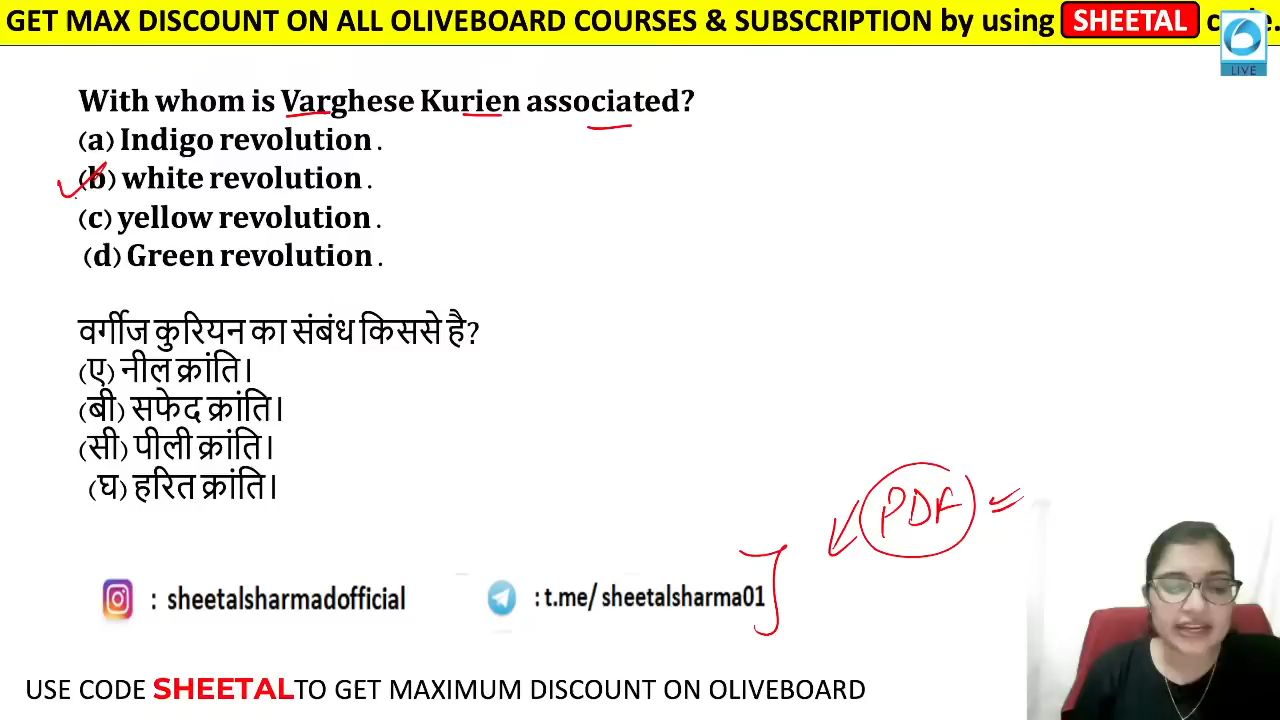 GET MAX DISCOUNT ON ALL OLIVEBOARD COURSES & SUBSCRIPTION by using SHEETAL code.
LIVE
With whom is Varghese Kurien associated?
(a) Indigo revolution .
(b) white revolution .
(c) yellow revolution .
(d) Green revolution .
वर्गीज कुरियन का संबंध किससे है?
(ए) नील क्रांति।
(बी) सफेद क्रांति।
(सी) पीली क्रांति।
(घ) हरित क्रांति।
PDF
: sheetalsharmadofficial
: t.me/ sheetalsharma01
USE CODE SHEETAL TO GET MAXIMUM DISCOUNT ON OLIVEBOARD